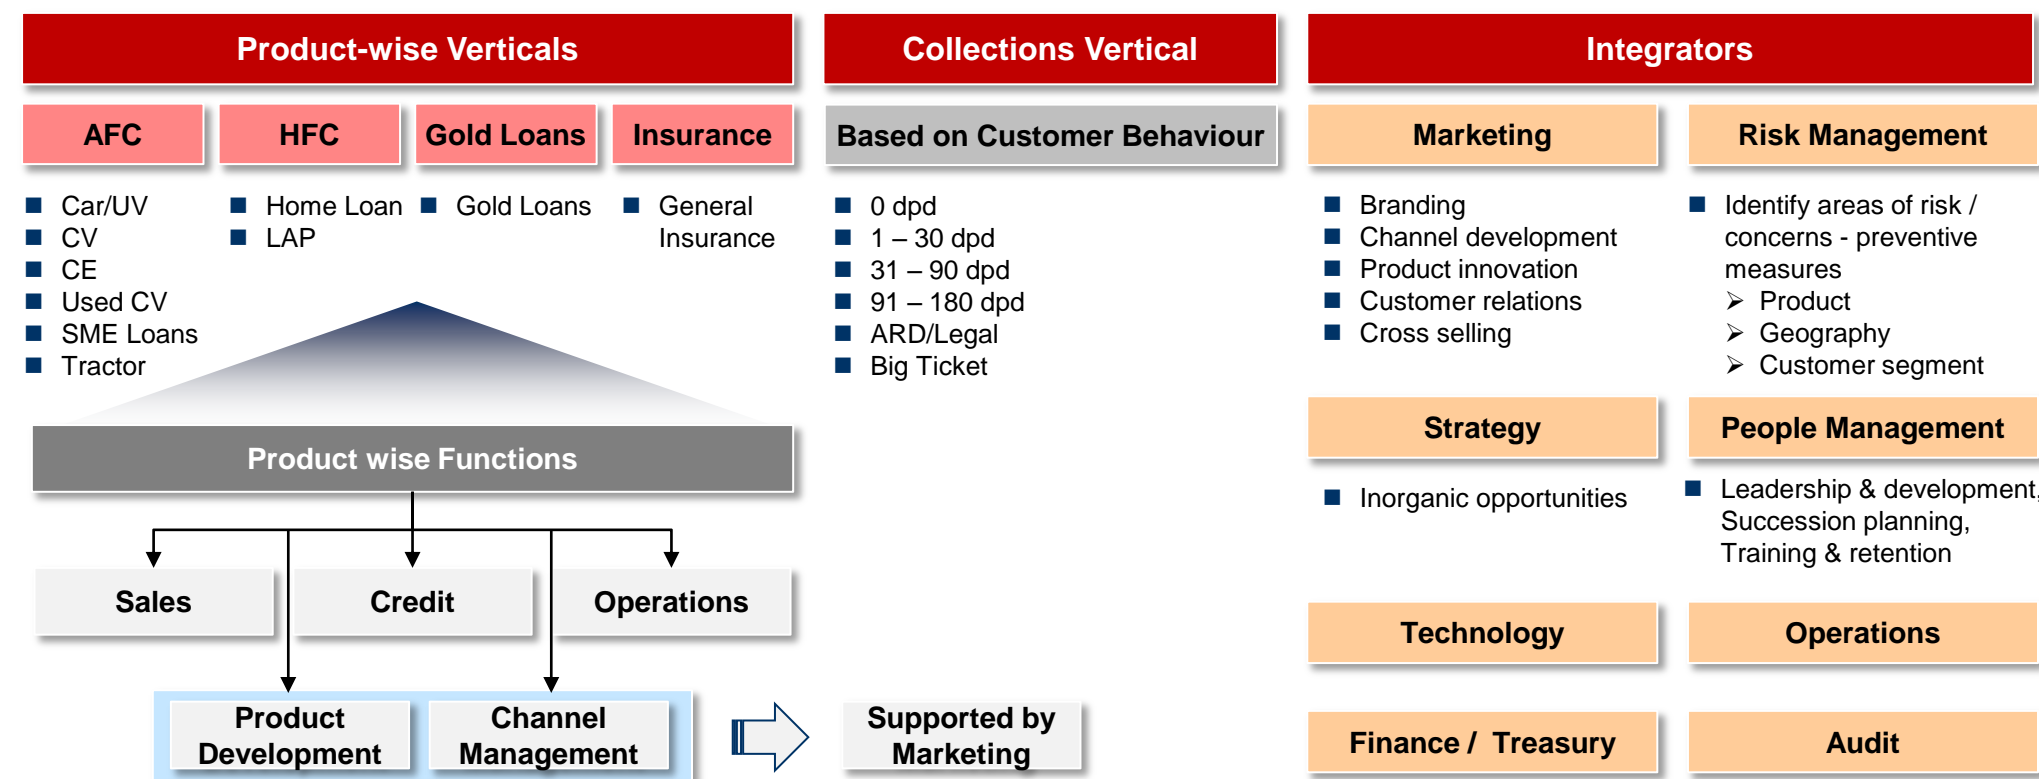 Product-wise Verticals
AFC
HFC
Gold Loans
Insurance
Car/UV
CV
CE
Used CV
SME Loans
Tractor
Home Loan
LAP
Gold Loans
General
Insurance
Product wise Functions
Sales
Credit
Operations
Product
Development
Channel
Management
Supported by
Marketing
Collections Vertical
Based on Customer Behaviour
0 dpd
1 – 30 dpd
31 – 90 dpd
91 – 180 dpd
ARD/Legal
Big Ticket
Integrators
Marketing
Branding
Channel development
Product innovation
Customer relations
Cross selling
Risk Management
Identify areas of risk /
concerns - preventive
measures
Product
Geography
Customer segment
Strategy
Inorganic opportunities
People Management
Leadership & development,
Succession planning,
Training & retention
Technology
Operations
Finance / Treasury
Audit